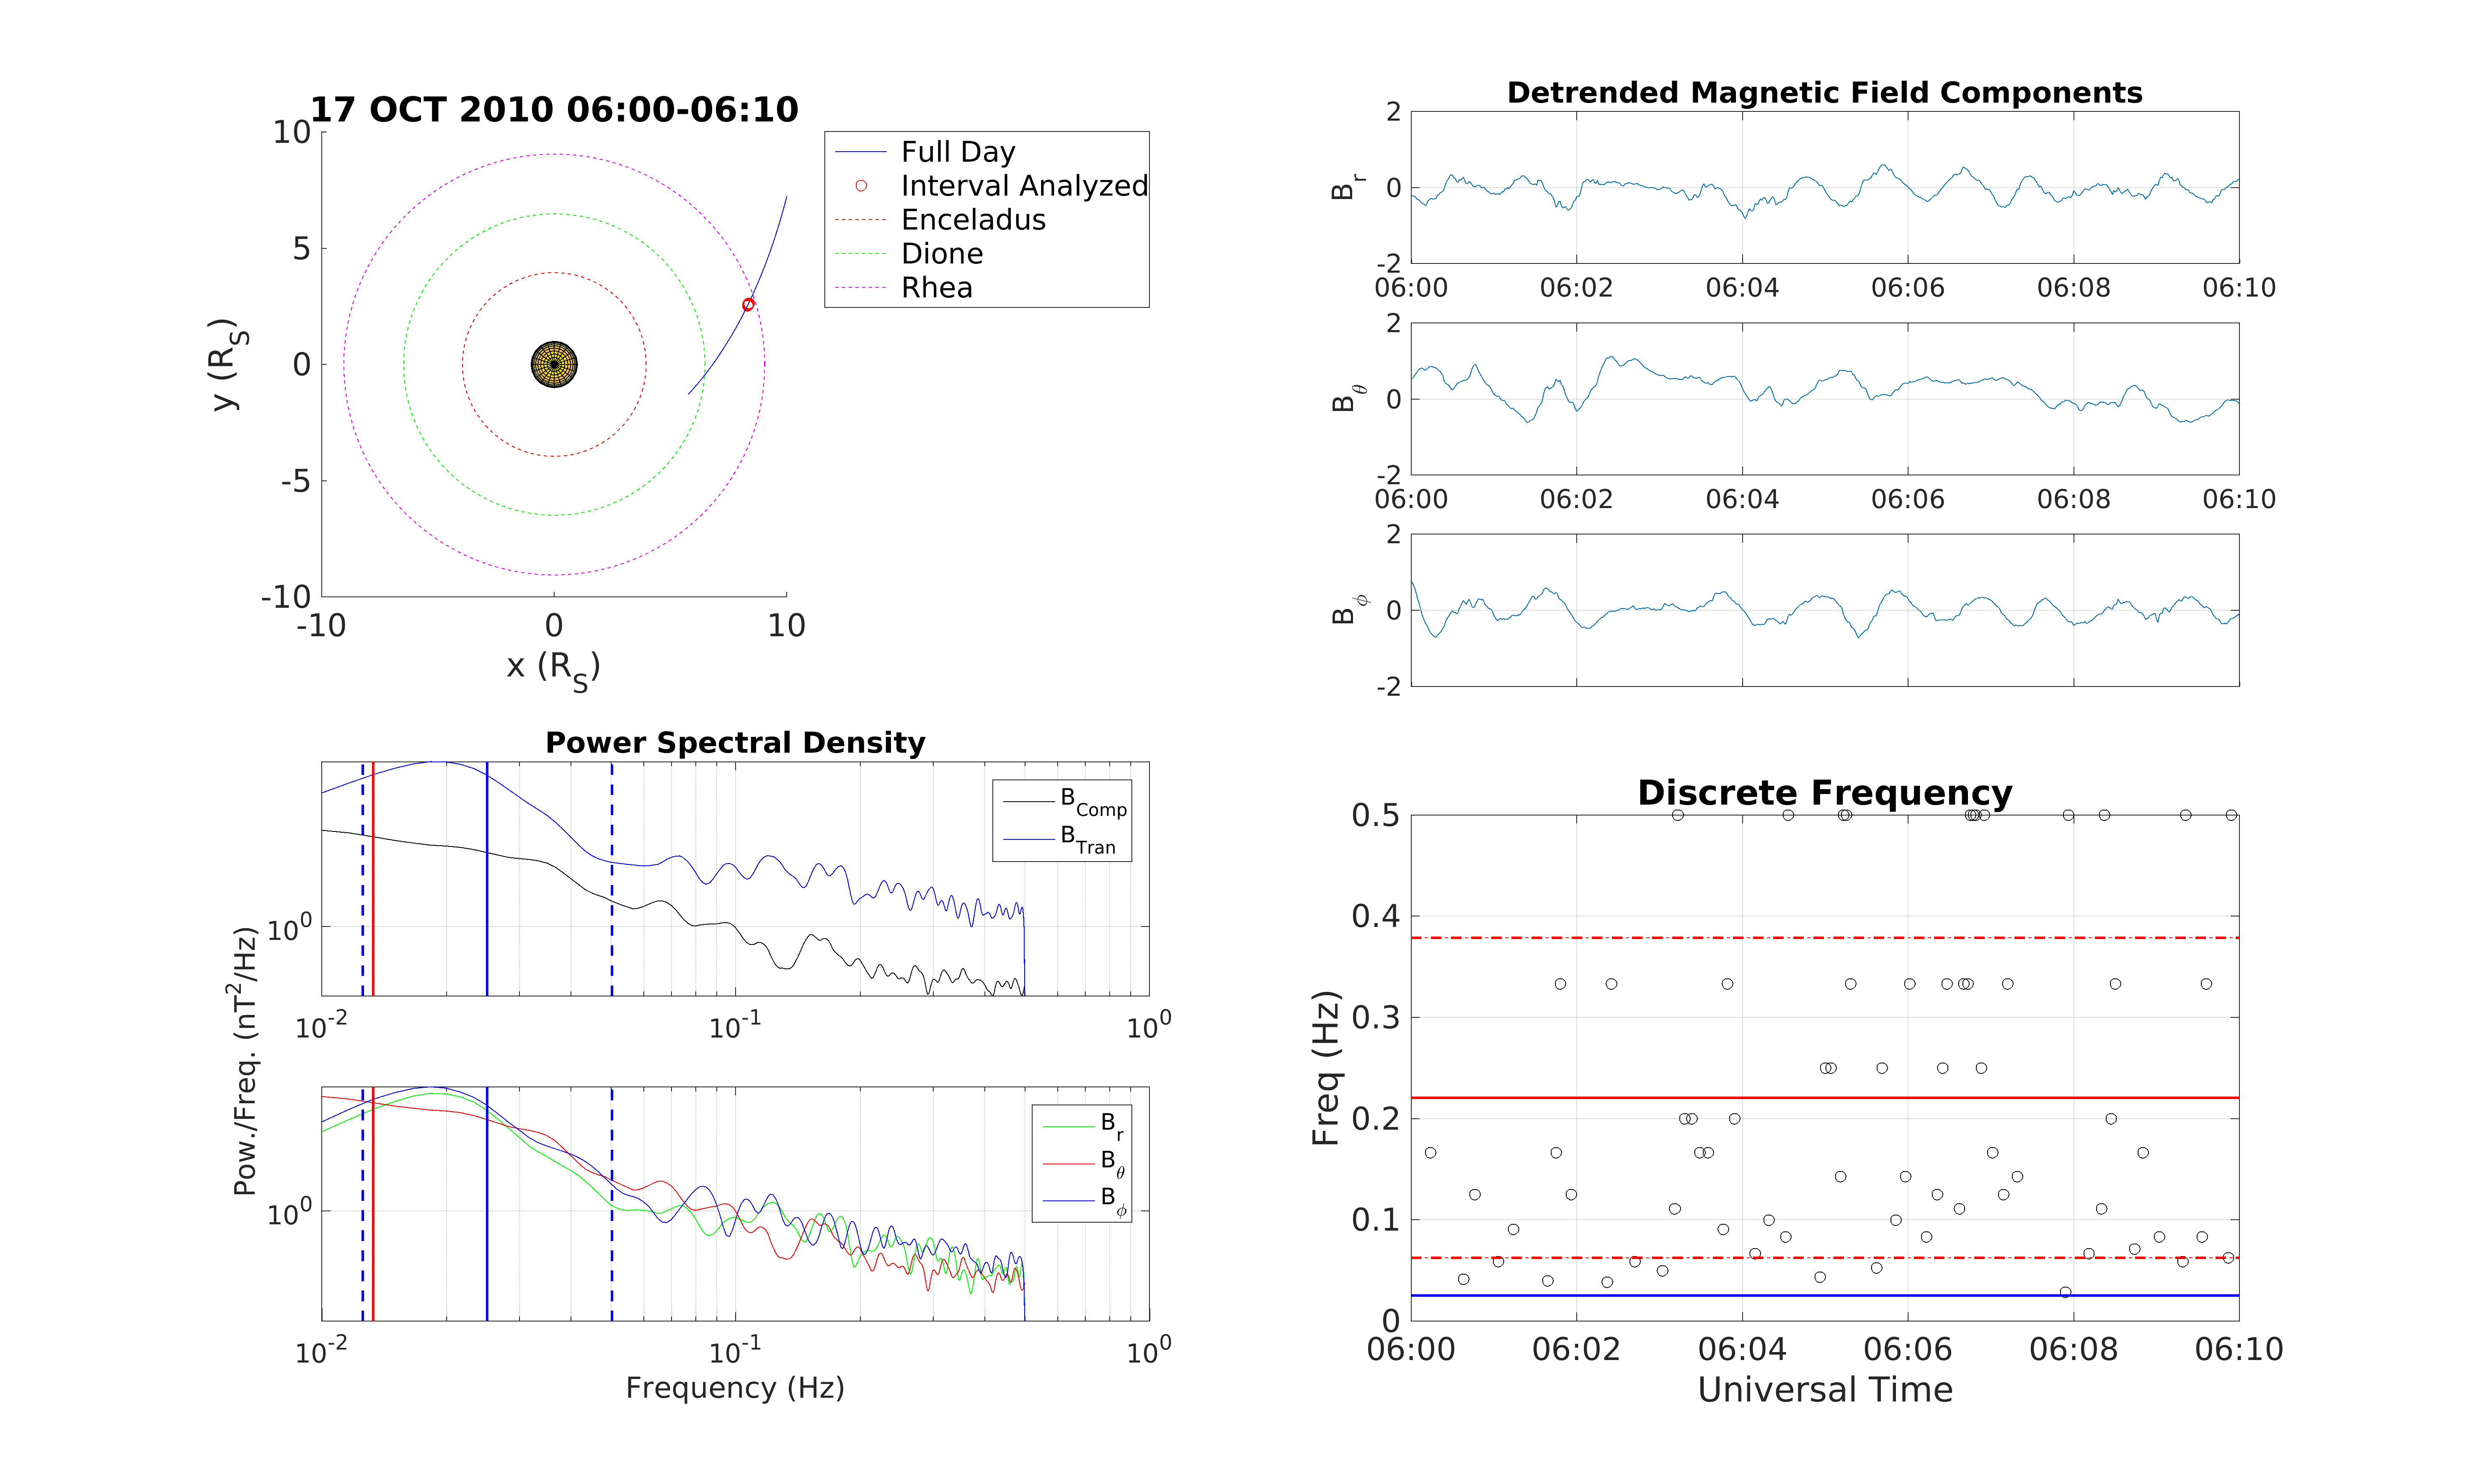 17 OCT 2010 06:00-06:10
10
5
0
-5
-10
-10 0 10
y (R_S)
x (R_S)
Full Day
Interval Analyzed
Enceladus
Dione
Rhea
Detrended Magnetic Field Components
2
0
-2
B_r
06:00 06:02 06:04 06:06 06:08 06:10
2
0
-2
B_θ
06:00 06:02 06:04 06:06 06:08 06:10
2
0
-2
B_ϕ
Power Spectral Density
B_Comp
B_Tran
10^0
10^-2 10^-1 10^0
Pow./Freq. (nT^2/Hz)
B_r
B_θ
B_ϕ
10^0
10^-2 10^-1 10^0
Frequency (Hz)
Discrete Frequency
0.5
0.4
0.3
0.2
0.1
0
Freq (Hz)
06:00 06:02 06:04 06:06 06:08 06:10
Universal Time